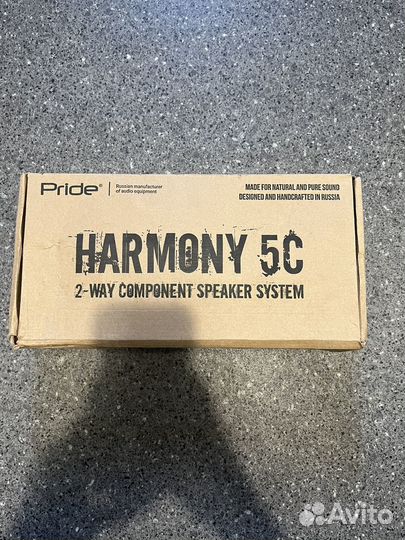 Pride®
Russian manufacturer
of audio equipment
MADE FOR NATURAL AND PURE SOUND
DESIGNED AND HANDCRAFTED IN RUSSIA
HARMONY 5C
2-WAY COMPONENT SPEAKER SYSTEM
Avito